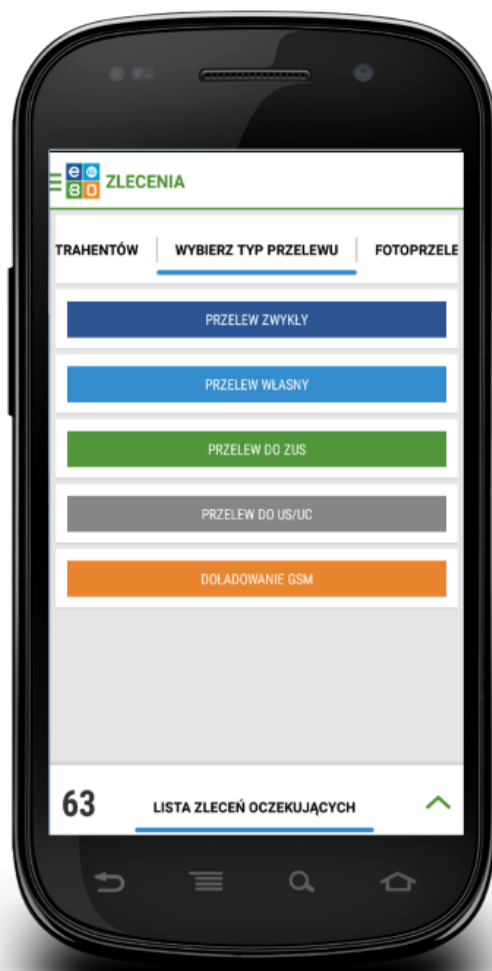 e
B O
ZLECENIA
TRAHENTÓW
WYBIERZ TYP PRZELEWU
FOTOPRZELE
PRZELEW ZWYKŁY
PRZELEW WŁASNY
PRZELEW DO ZUS
PRZELEW DO US/UC
DOŁADOWANIE GSM
63
LISTA ZLECEŃ OCZEKUJĄCYCH